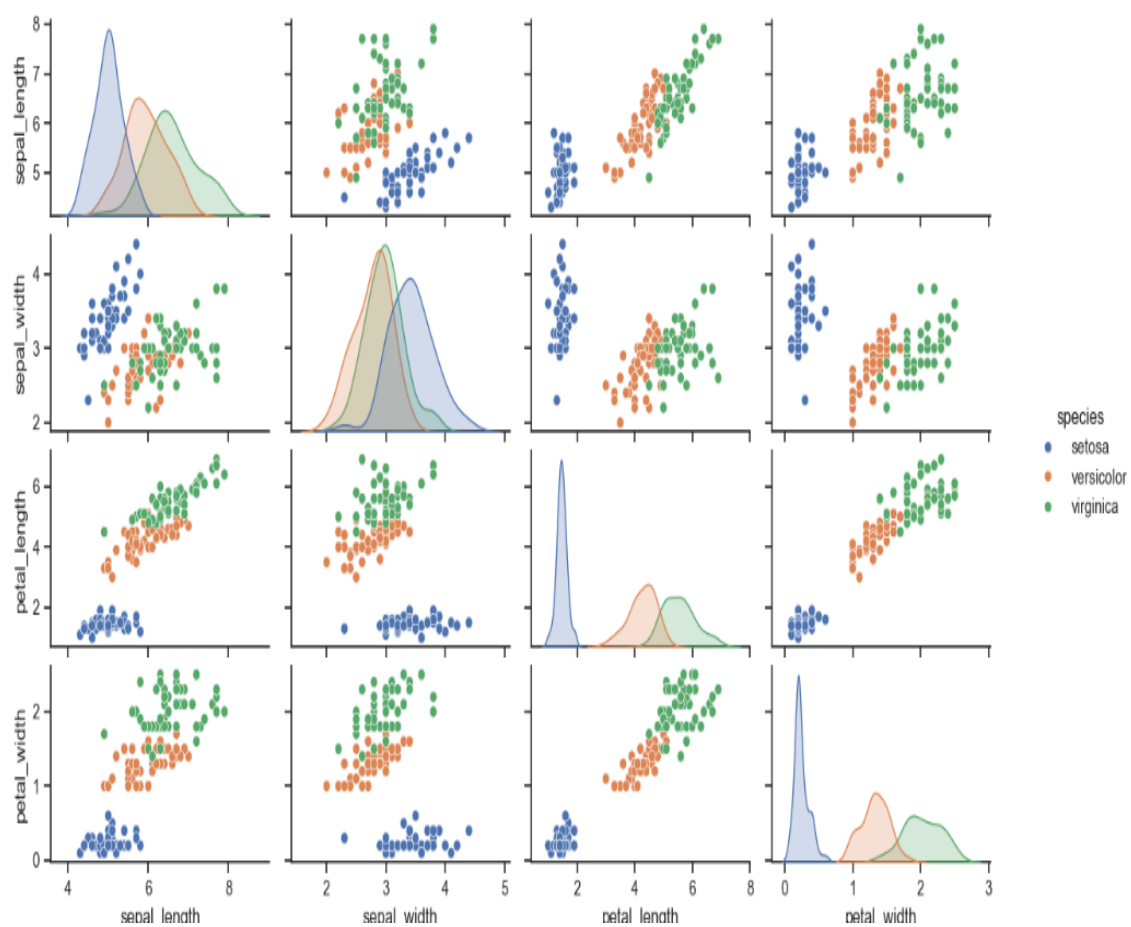 8
7
6
5
sepal_length
4
3
2
sepal_width
6
4
2
petal_length
2
1
0
petal_width
4 6 8
2 3 4 5
2 4 6 8
0 1 2 3
sepal_length
sepal_width
petal_length
petal_width
species
setosa
versicolor
virginica